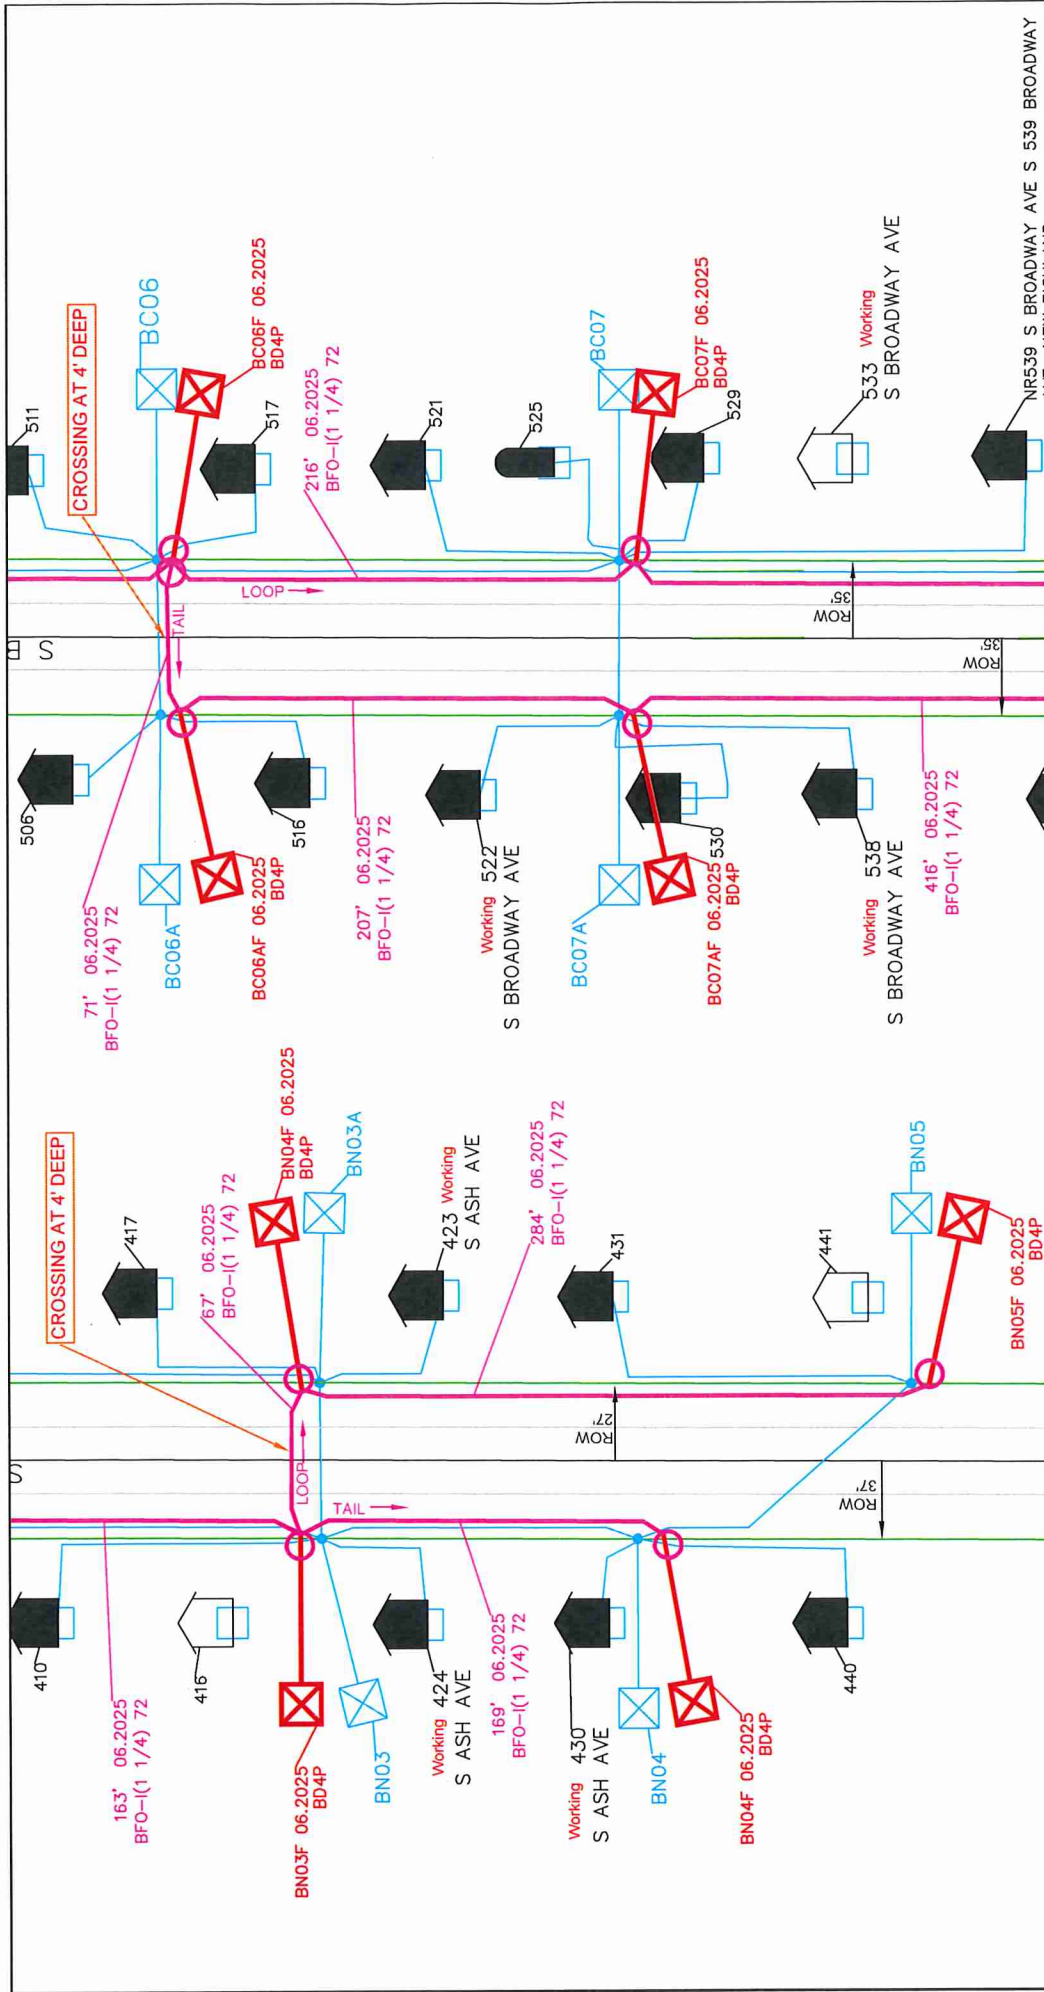 CROSSING AT 4' DEEP
511
BC06
BC06F 06.2025
BD4P
517
216' 06.2025
BFO-I(1 1/4) 72
521
BC07
525
BC07F 06.2025
BD4P
529
533 Working
S BROADWAY AVE
NR539 S BROADWAY AVE S 539 BROADWAY
LOOP
TAIL
S B
35'
ROW
35'
ROW
506
71' 06.2025
BFO-I(1 1/4) 72
BC06A
516
BC06AF 06.2025
BD4P
207' 06.2025
BFO-I(1 1/4) 72
Working 522
S BROADWAY AVE
BC07A
530
BC07AF 06.2025
BD4P
Working 538
S BROADWAY AVE
416' 06.2025
BFO-I(1 1/4) 72
CROSSING AT 4' DEEP
417
67' 06.2025
BFO-I(1 1/4) 72
BN04F 06.2025
BD4P
BN03A
423 Working
S ASH AVE
284' 06.2025
BFO-I(1 1/4) 72
431
441
BN05
BN05F 06.2025
BD4P
27'
ROW
S
LOOP
TAIL
37'
ROW
410
163' 06.2025
BFO-I(1 1/4) 72
416
BN03F 06.2025
BD4P
BN03
Working 424
S ASH AVE
169' 06.2025
BFO-I(1 1/4) 72
Working 430
S ASH AVE
BN04
BN04F 06.2025
BD4P
440